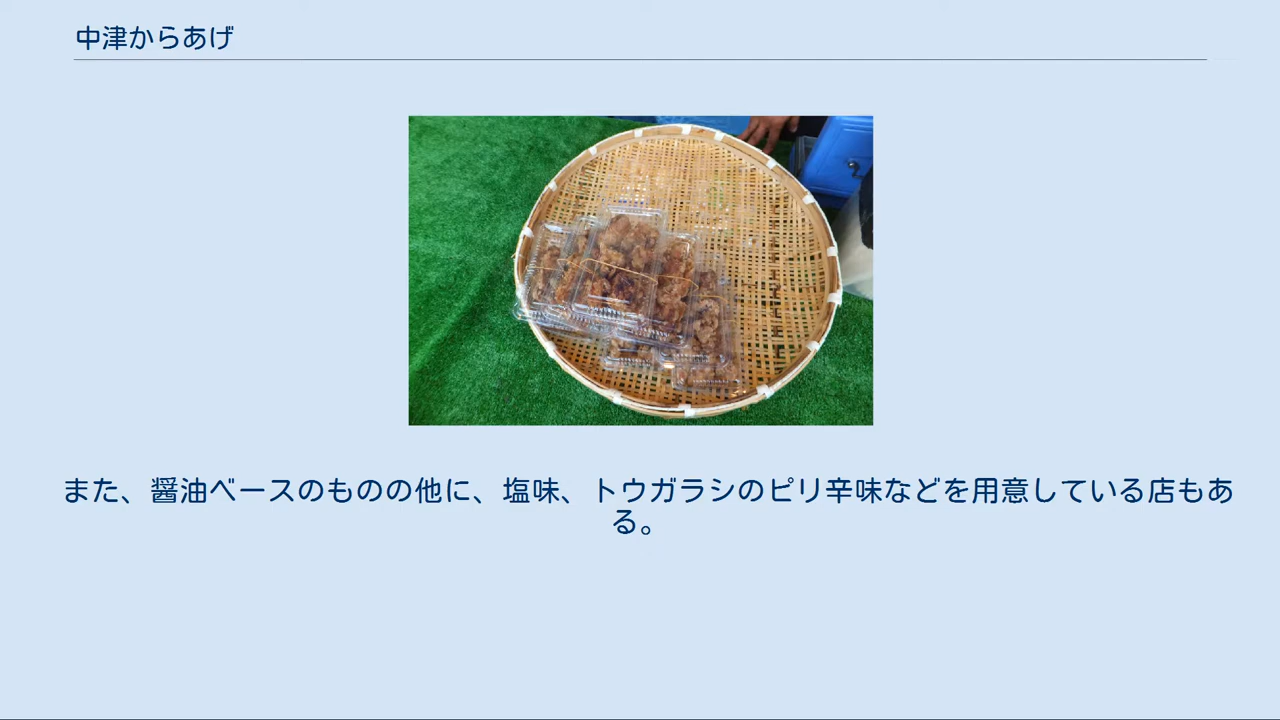 中津からあげ
また、醤油ベースのものの他に、塩味、トウガラシのピリ辛味などを用意している店もあ
る。